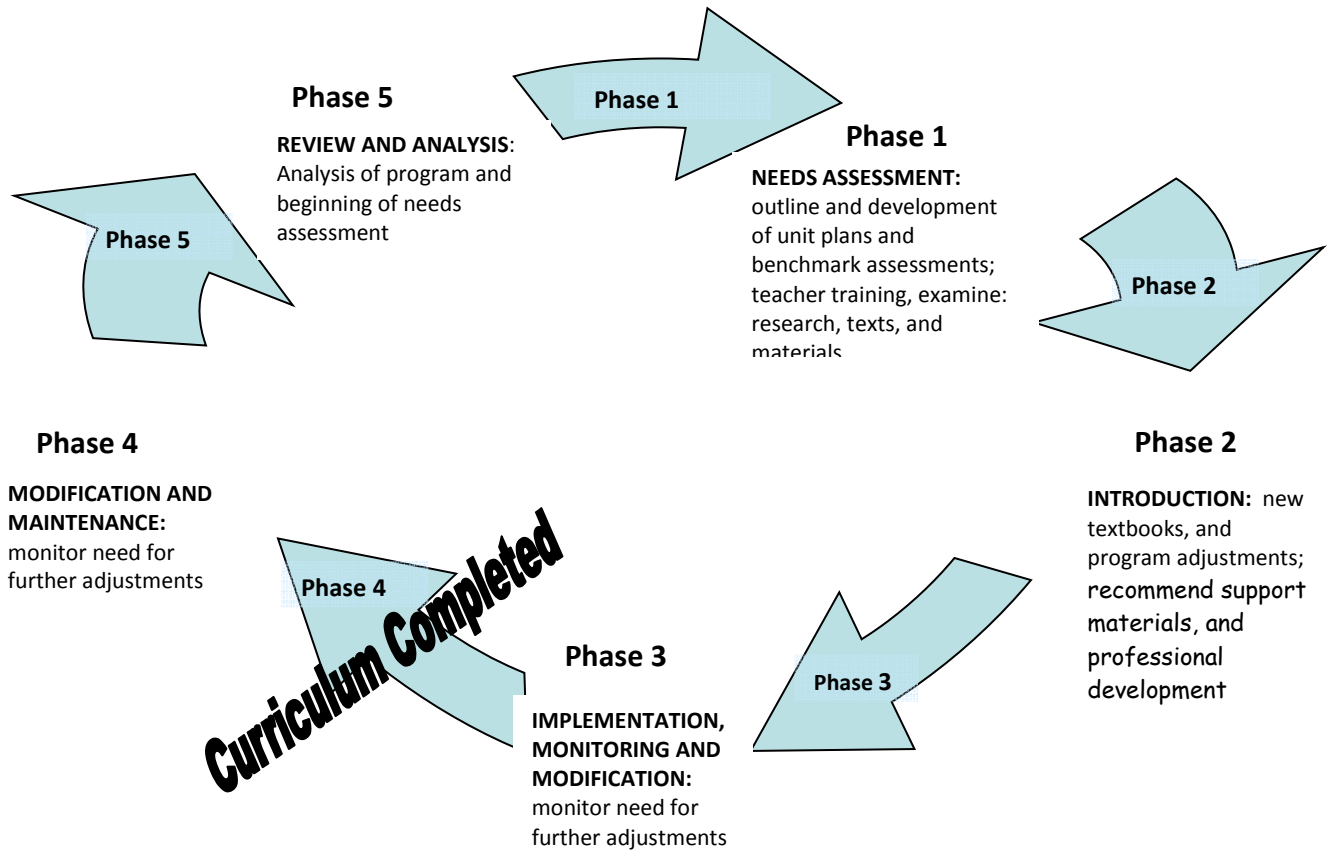 Phase 1
Phase 1
NEEDS ASSESSMENT:
outline and development
of unit plans and
benchmark assessments;
teacher training, examine:
research, texts, and
materials
Phase 2
Phase 2
INTRODUCTION: new
textbooks, and
program adjustments;
recommend support
materials, and
professional
development
Phase 3
Phase 3
IMPLEMENTATION,
MONITORING AND
MODIFICATION:
monitor need for
further adjustments
Phase 4
Curriculum Completed
Phase 4
MODIFICATION AND
MAINTENANCE:
monitor need for
further adjustments
Phase 5
Phase 5
REVIEW AND ANALYSIS:
Analysis of program and
beginning of needs
assessment